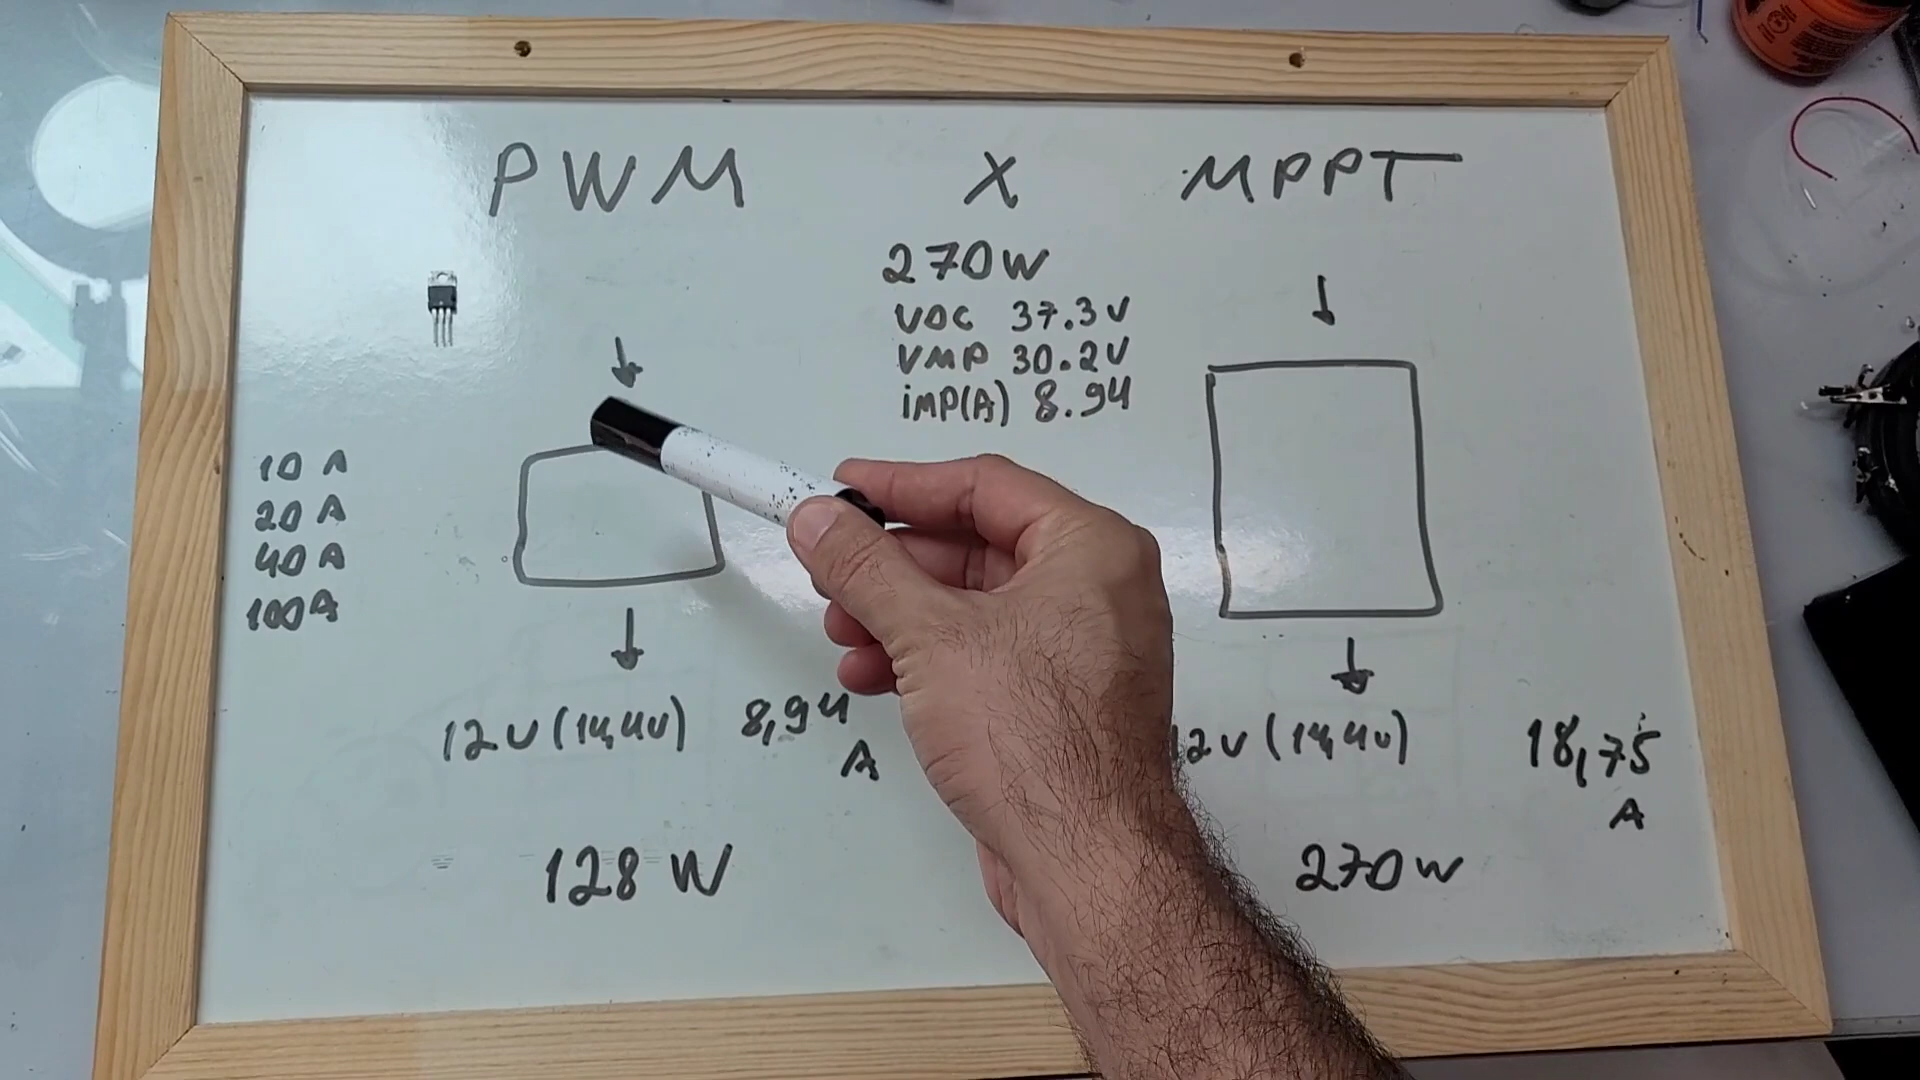 PWM X MPPT
270W
VOC 37.3V
VMP 30.2V
iMP(A) 8.94
10 A
20 A
40 A
100A
12V (14,4V) 8,94 A
12V (14,4V) 18,75 A
128 W
270W